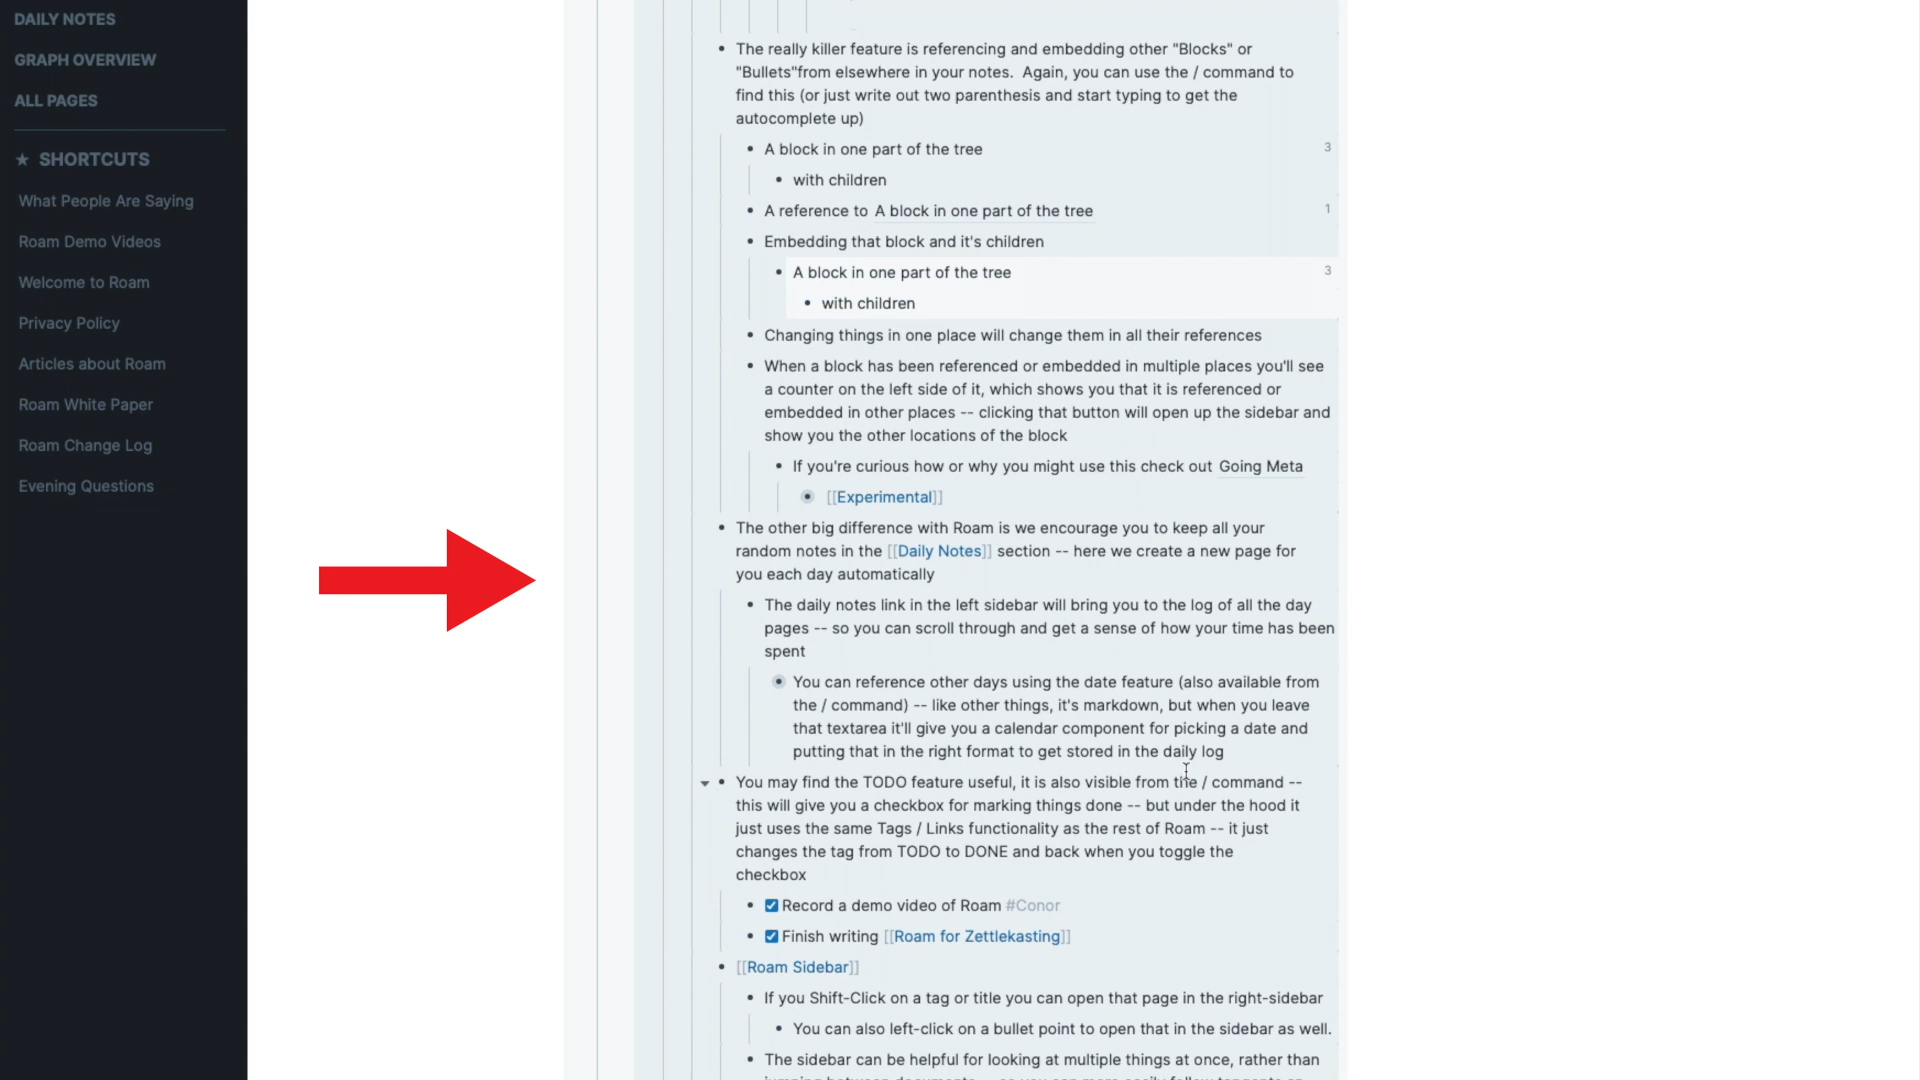 DAILY NOTES
GRAPH OVERVIEW
ALL PAGES
★ SHORTCUTS
What People Are Saying
Roam Demo Videos
Welcome to Roam
Privacy Policy
Articles about Roam
Roam White Paper
Roam Change Log
Evening Questions
The really killer feature is referencing and embedding other "Blocks" or
"Bullets"from elsewhere in your notes.  Again, you can use the / command to
find this (or just write out two parenthesis and start typing to get the
autocomplete up)
A block in one part of the tree 3
with children
A reference to A block in one part of the tree 1
Embedding that block and it's children
A block in one part of the tree 3
with children
Changing things in one place will change them in all their references
When a block has been referenced or embedded in multiple places you'll see
a counter on the left side of it, which shows you that it is referenced or
embedded in other places -- clicking that button will open up the sidebar and
show you the other locations of the block
If you're curious how or why you might use this check out Going Meta
[[Experimental]]
The other big difference with Roam is we encourage you to keep all your
random notes in the [[Daily Notes]] section -- here we create a new page for
you each day automatically
The daily notes link in the left sidebar will bring you to the log of all the day
pages -- so you can scroll through and get a sense of how your time has been
spent
You can reference other days using the date feature (also available from
the / command) -- like other things, it's markdown, but when you leave
that textarea it'll give you a calendar component for picking a date and
putting that in the right format to get stored in the daily log
You may find the TODO feature useful, it is also visible from the / command --
this will give you a checkbox for marking things done -- but under the hood it
just uses the same Tags / Links functionality as the rest of Roam -- it just
changes the tag from TODO to DONE and back when you toggle the
checkbox
Record a demo video of Roam #Conor
Finish writing [[Roam for Zettlekasting]]
[[Roam Sidebar]]
If you Shift-Click on a tag or title you can open that page in the right-sidebar
You can also left-click on a bullet point to open that in the sidebar as well.
The sidebar can be helpful for looking at multiple things at once, rather than